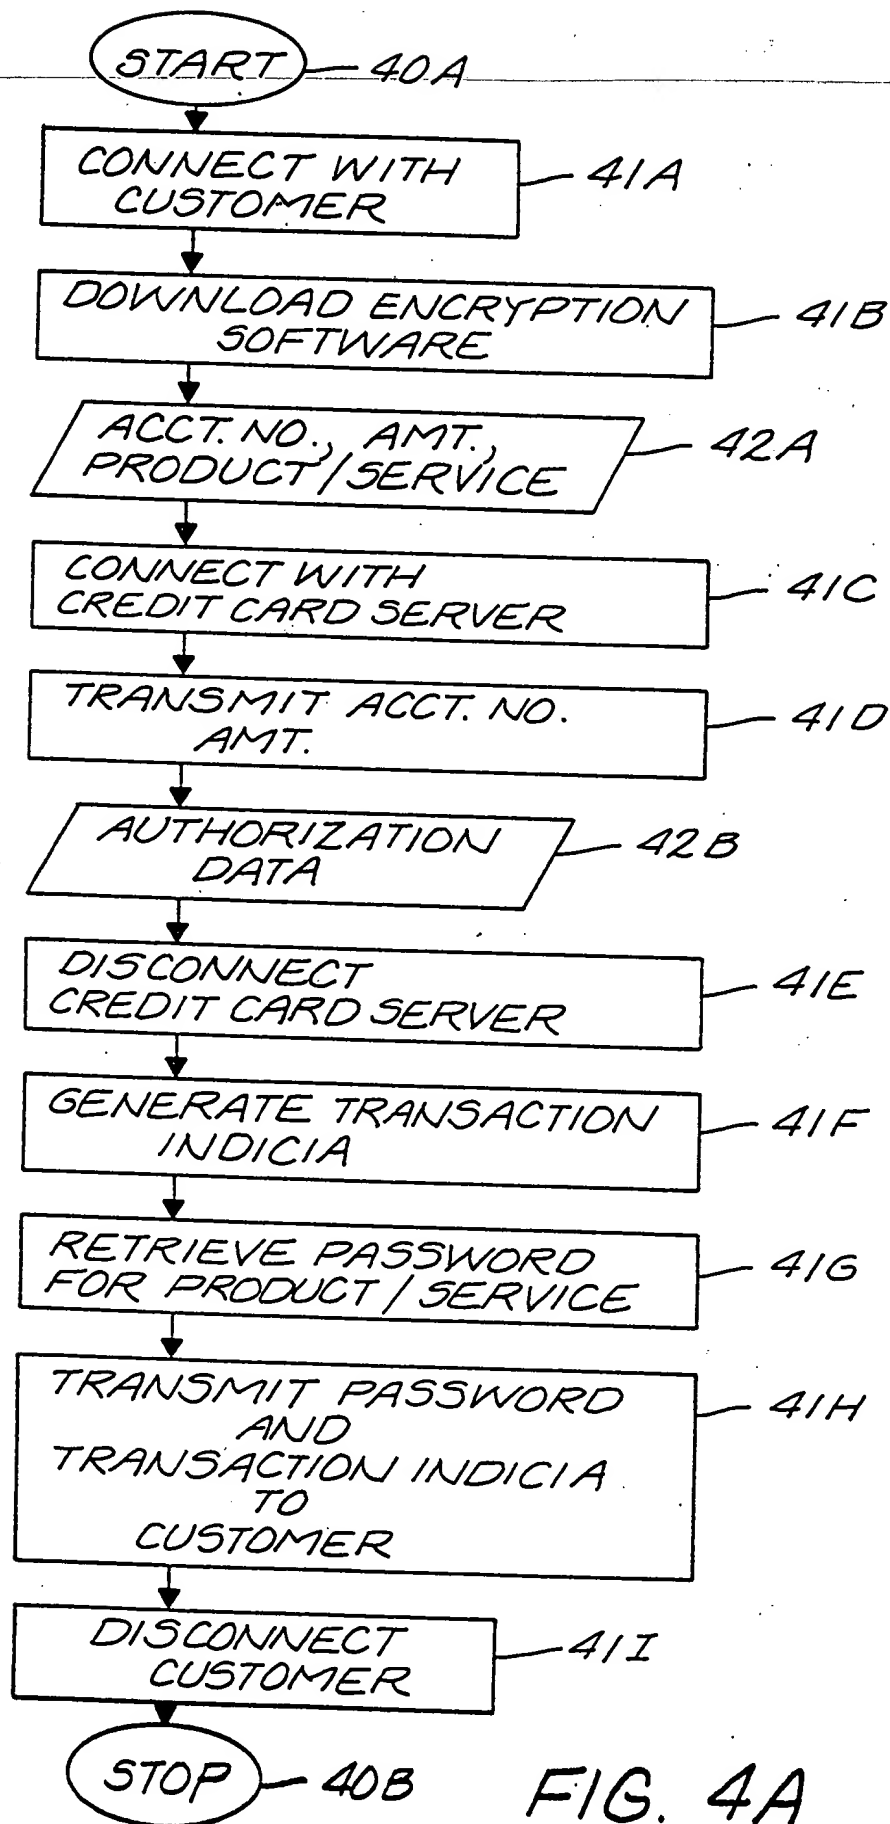 START 40A
CONNECT WITH
CUSTOMER
41A
DOWNLOAD ENCRYPTION
SOFTWARE
41B
ACCT. NO., AMT.,
PRODUCT/SERVICE
42A
CONNECT WITH
CREDIT CARD SERVER
41C
TRANSMIT ACCT. NO.
AMT.
41D
AUTHORIZATION
DATA
42B
DISCONNECT
CREDIT CARD SERVER
41E
GENERATE TRANSACTION
INDICIA
41F
RETRIEVE PASSWORD
FOR PRODUCT / SERVICE
41G
TRANSMIT PASSWORD
AND
TRANSACTION INDICIA
TO
CUSTOMER
41H
DISCONNECT
CUSTOMER
41I
STOP 40B
FIG. 4A